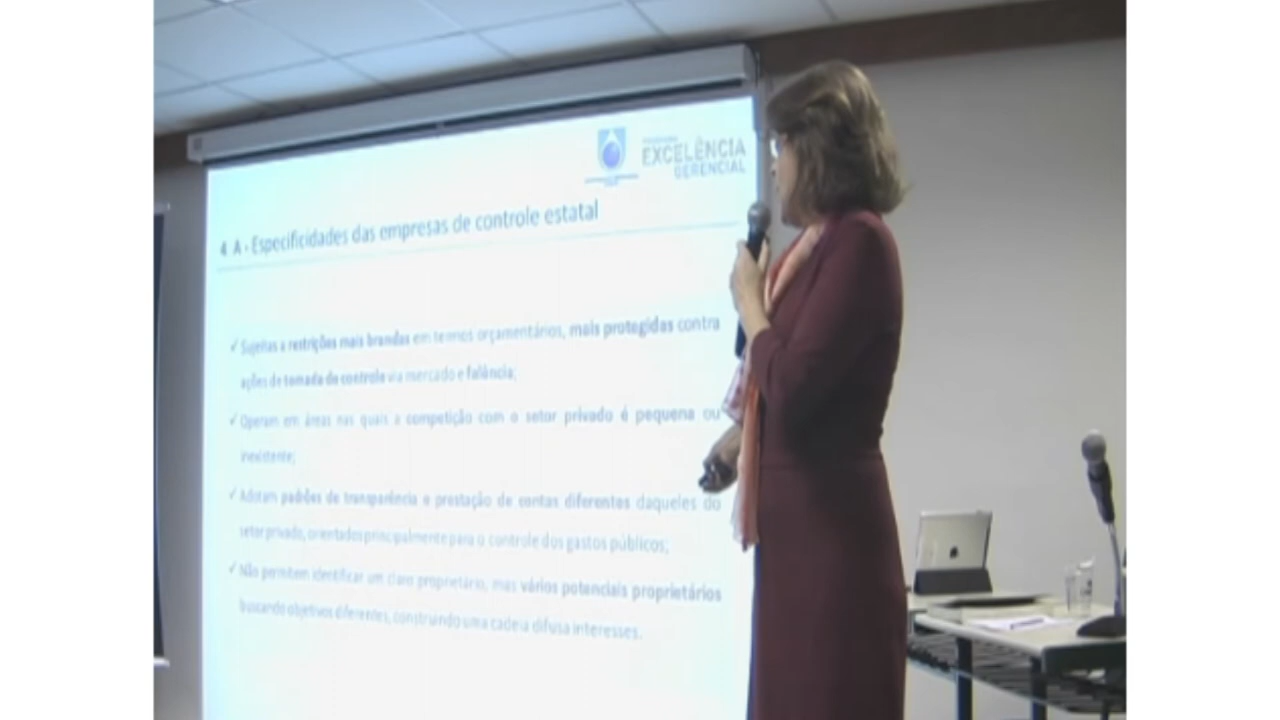 EXCELÊNCIA
GERENCIAL
4 A - Especificidades das empresas de controle estatal
✓ Sujeitas a restrições mais brandas em termos orçamentários, mais protegidas contra
ações de tomada de controle via mercado e falência;
✓ Operam em áreas nas quais a competição com o setor privado é pequena ou
inexistente;
✓ Adotam padrões de transparência e prestação de contas diferentes daqueles do
setor privado, orientados principalmente para o controle dos gastos públicos;
✓ Não permitem identificar um claro proprietário, mas vários potenciais proprietários
buscando objetivos diferentes, construindo uma cadeia difusa interesses.